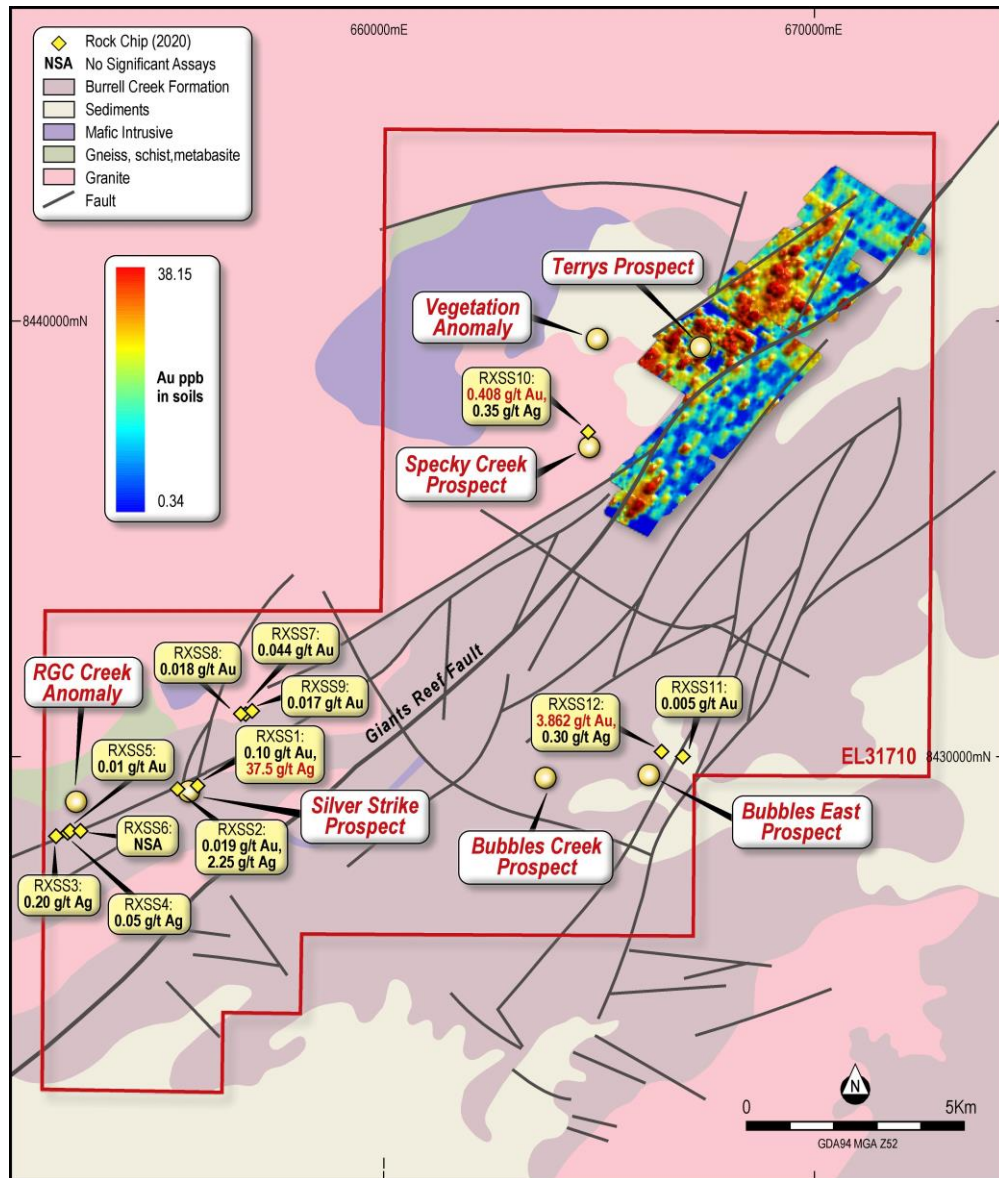 660000mE
670000mE
Rock Chip (2020)
NSA No Significant Assays
Burrell Creek Formation
Sediments
Mafic Intrusive
Gneiss, schist,metabasite
Granite
Fault
38.15
Au ppb
in soils
0.34
8440000mN
Terrys Prospect
Vegetation
Anomaly
RXSS10:
0.408 g/t Au,
0.35 g/t Ag
Specky Creek
Prospect
Giants Reef Fault
RXSS7:
0.044 g/t Au
RXSS8:
0.018 g/t Au
RXSS9:
0.017 g/t Au
RGC Creek
Anomaly
RXSS1:
0.10 g/t Au,
37.5 g/t Ag
RXSS5:
0.01 g/t Au
RXSS6:
NSA
RXSS2:
0.019 g/t Au,
2.25 g/t Ag
Silver Strike
Prospect
RXSS3:
0.20 g/t Ag
RXSS4:
0.05 g/t Ag
RXSS11:
0.005 g/t Au
RXSS12:
3.862 g/t Au,
0.30 g/t Ag
EL31710
8430000mN
Bubbles Creek
Prospect
Bubbles East
Prospect
N
0
5Km
GDA94 MGA Z52